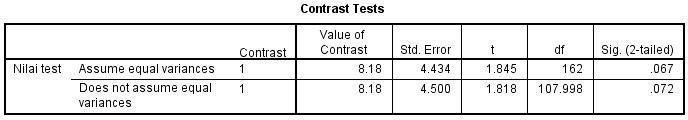 Contrast Tests
Contrast Value of Contrast Std. Error t df Sig. (2-tailed)
Nilai test Assume equal variances 1 8.18 4.434 1.845 162 .067
Does not assume equal variances 1 8.18 4.500 1.818 107.998 .072